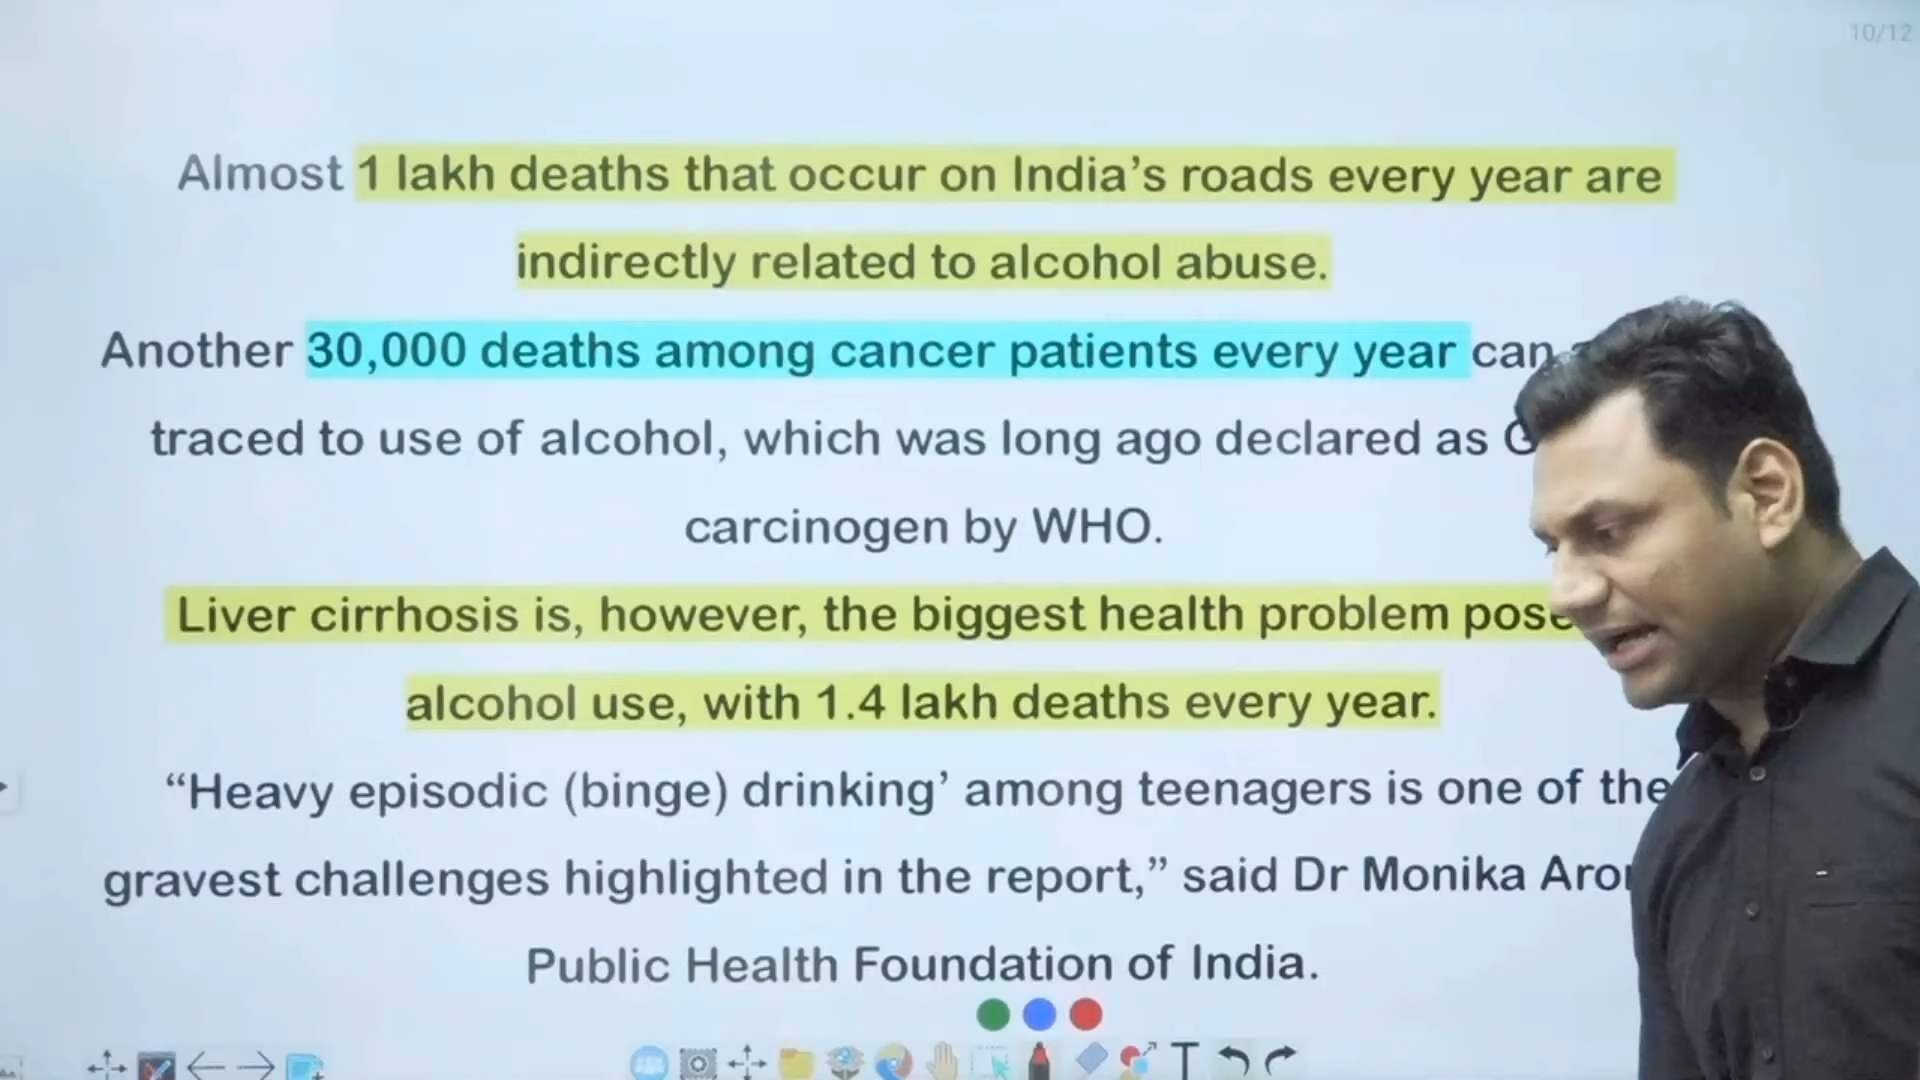 10/12
Almost 1 lakh deaths that occur on India’s roads every year are
indirectly related to alcohol abuse.
Another 30,000 deaths among cancer patients every year can
traced to use of alcohol, which was long ago declared as
carcinogen by WHO.
Liver cirrhosis is, however, the biggest health problem
alcohol use, with 1.4 lakh deaths every year.
“Heavy episodic (binge) drinking’ among teenagers is one of the
gravest challenges highlighted in the report,” said Dr Monika
Public Health Foundation of India.
T